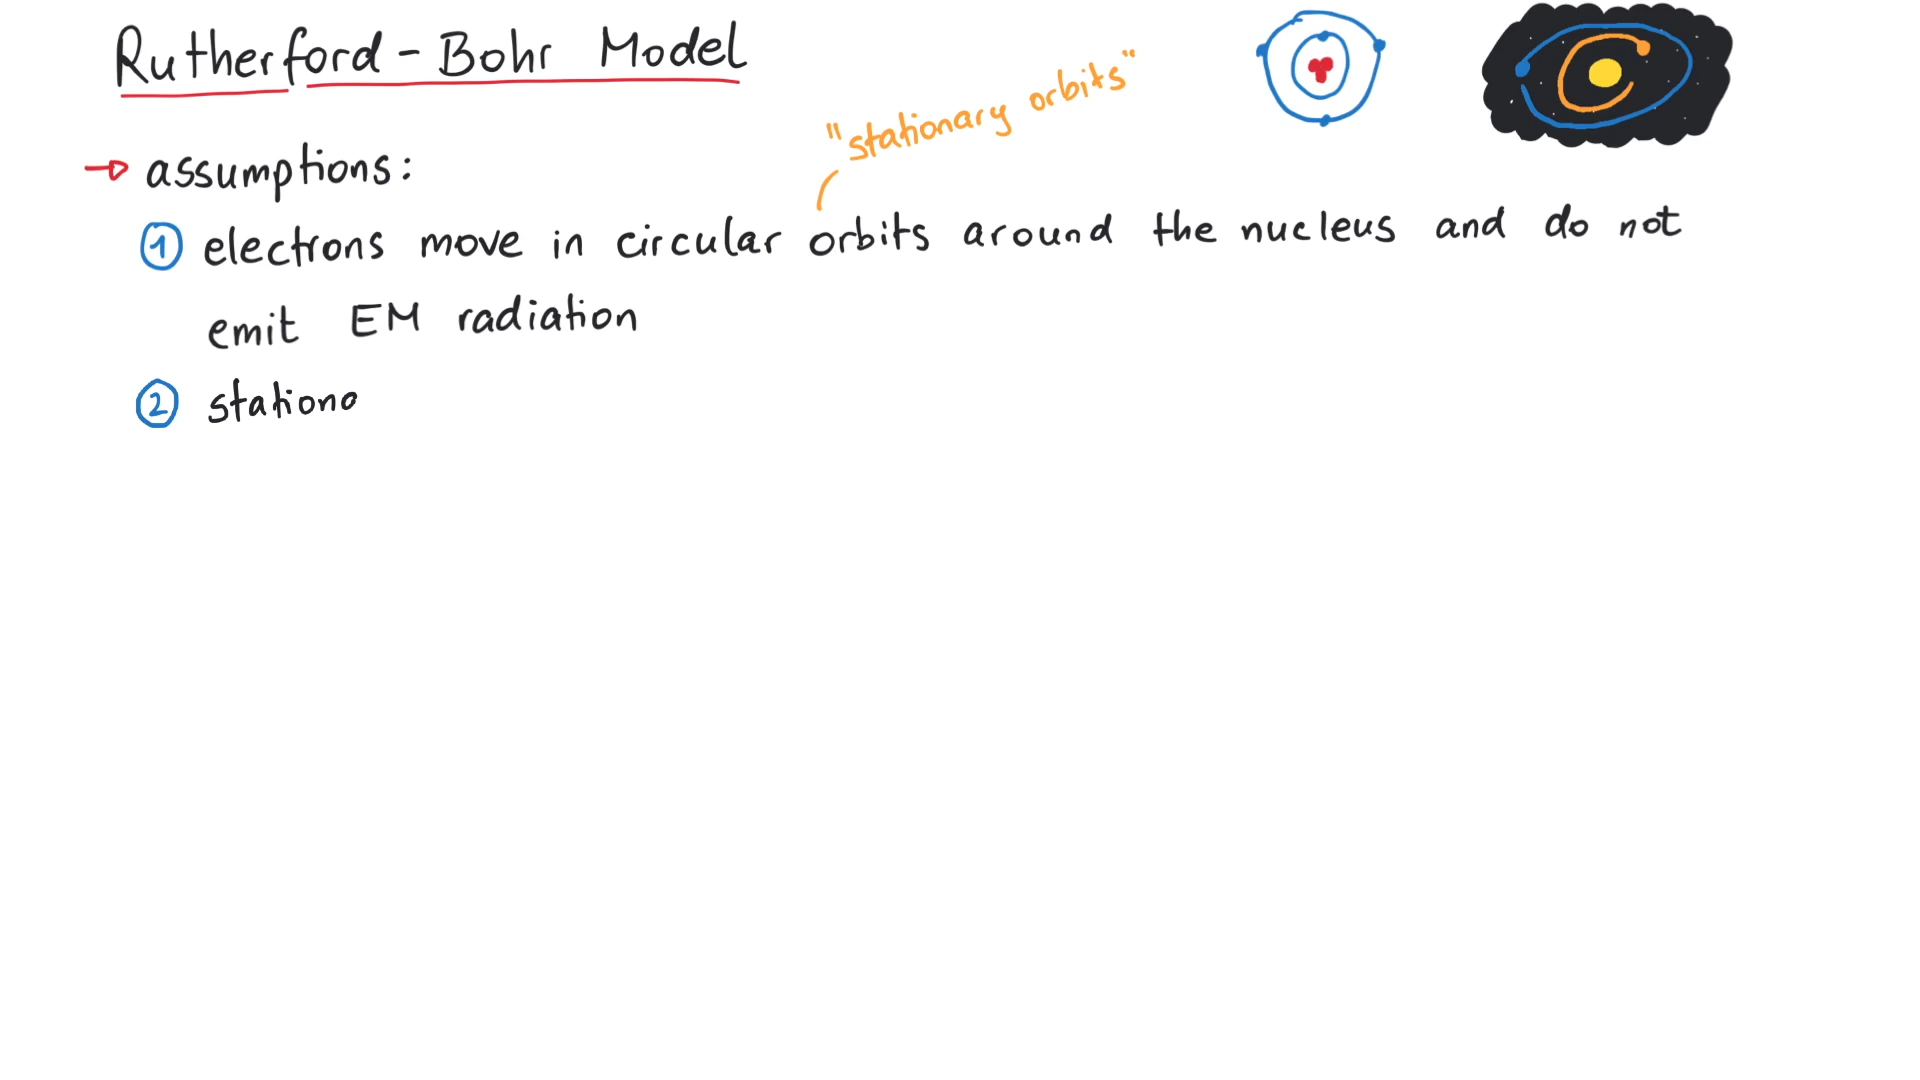 Rutherford - Bohr Model
"stationary orbits"
→ assumptions:
① electrons move in circular orbits around the nucleus and do not
emit EM radiation
② stationo